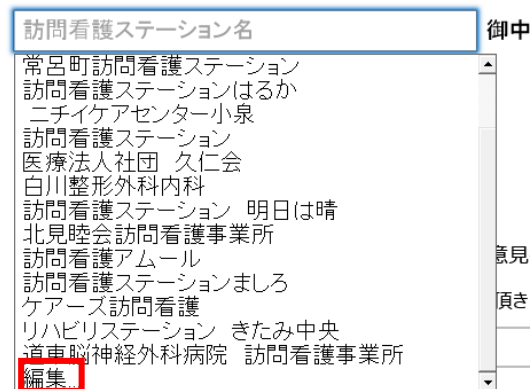 訪問看護ステーション名 御中
常呂町訪問看護ステーション
訪問看護ステーションはるか
ニチイケアセンター小泉
訪問看護ステーション
医療法人社団 久仁会
白川整形外科内科
訪問看護ステーション 明日は晴
北見睦会訪問看護事業所
訪問看護アムール
意見
訪問看護ステーションましろ
ケアーズ訪問看護
頂き
リハビリステーション きたみ中央
道東脳神経外科病院 訪問看護事業所
編集...